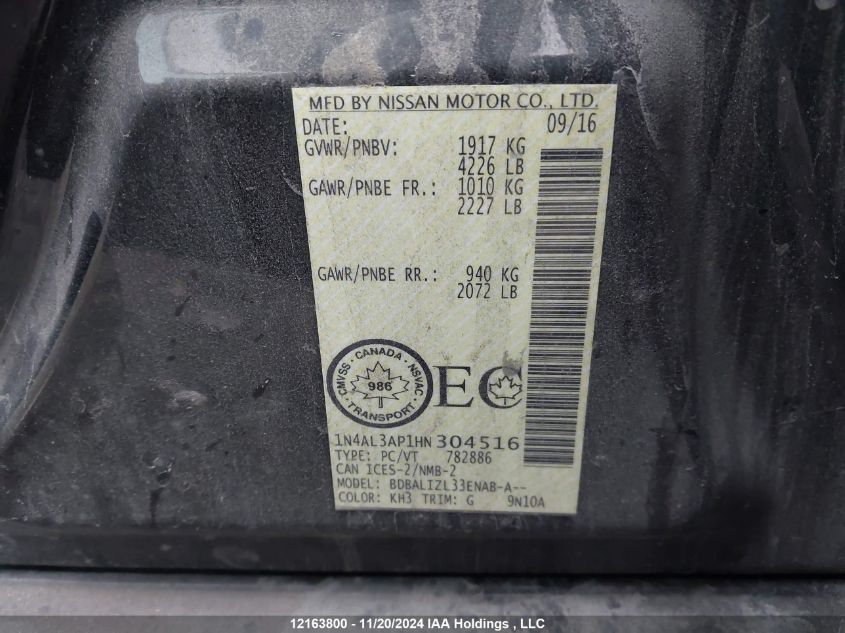 MFD BY NISSAN MOTOR CO., LTD.
DATE: 09/16
GVWR/PNBV: 1917 KG
4226 LB
GAWR/PNBE FR.: 1010 KG
2227 LB
GAWR/PNBE RR.: 940 KG
2072 LB
CMVSS · CANADA · NSVAC · TRANSPORT ·
986
EC
1N4AL3AP1HN304516
TYPE: PC/VT 782886
CAN ICES-2/NMB-2
MODEL: BDBALIZL33ENAB-A--
COLOR: KH3 TRIM: G 9N10A
12163800 - 11/20/2024 IAA Holdings , LLC